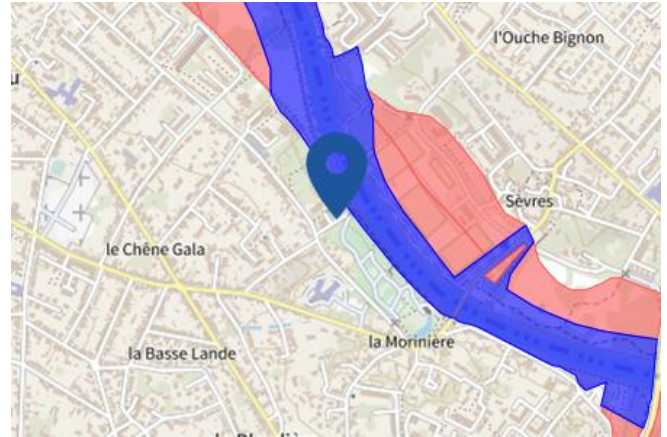 l'Ouche Bignon
u
Sèvres
le Chêne Gala
la Morinière
la Basse Lande